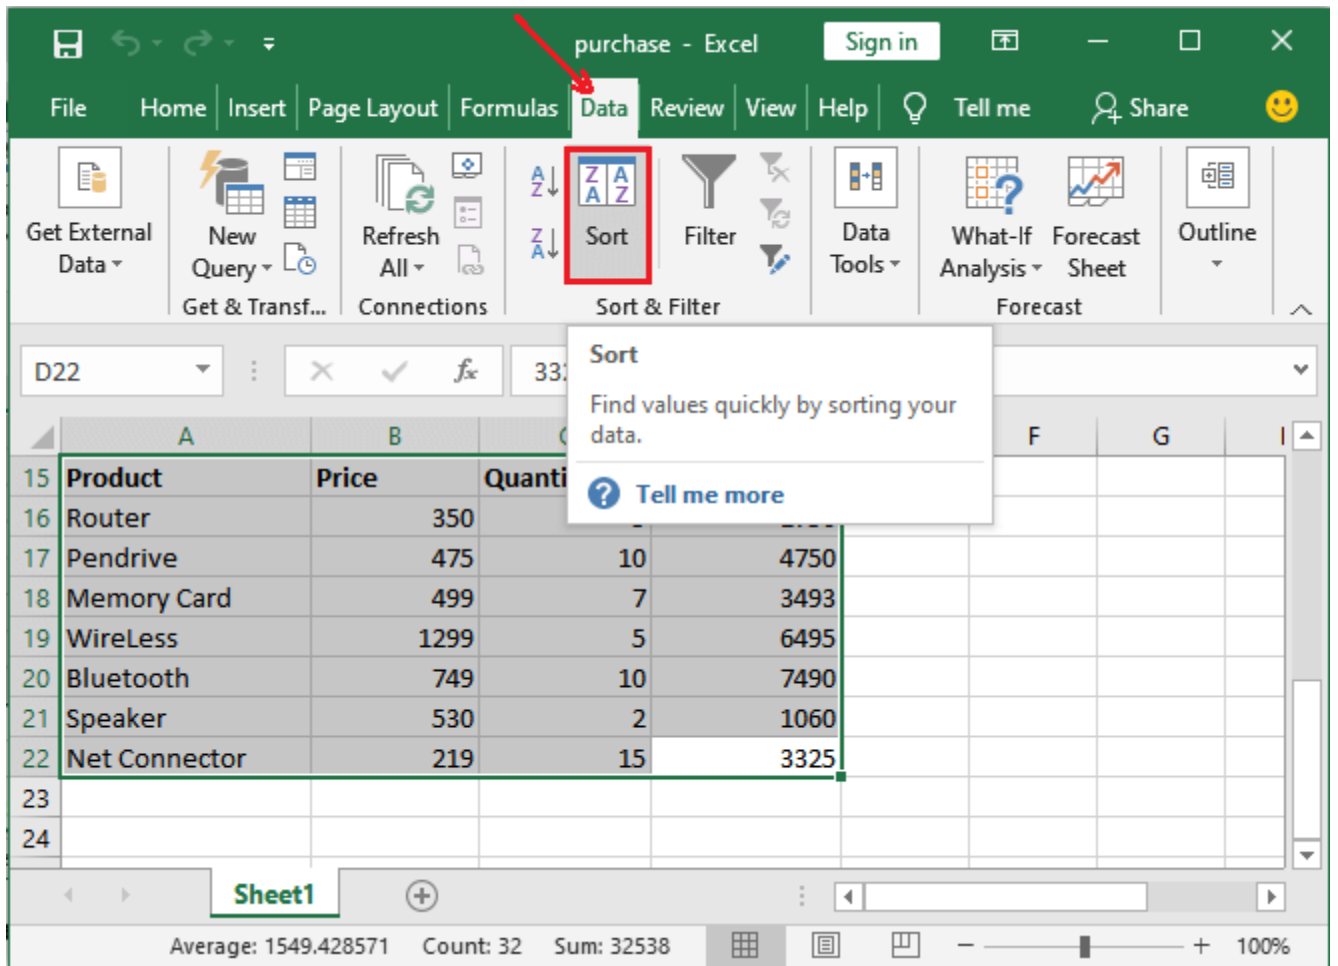 purchase - Excel Sign in
File Home Insert Page Layout Formulas Data Review View Help Tell me Share
Get External Data New Query Refresh All Sort Filter Data Tools What-If Analysis Forecast Sheet Outline
Get & Transf... Connections Sort & Filter Forecast
D22 fx 33
Sort
Find values quickly by sorting your
data.
Tell me more
A B F G
15 Product Price Quanti
16 Router 350
17 Pendrive 475 10 4750
18 Memory Card 499 7 3493
19 WireLess 1299 5 6495
20 Bluetooth 749 10 7490
21 Speaker 530 2 1060
22 Net Connector 219 15 3325
23
24
Sheet1
Average: 1549.428571 Count: 32 Sum: 32538 100%